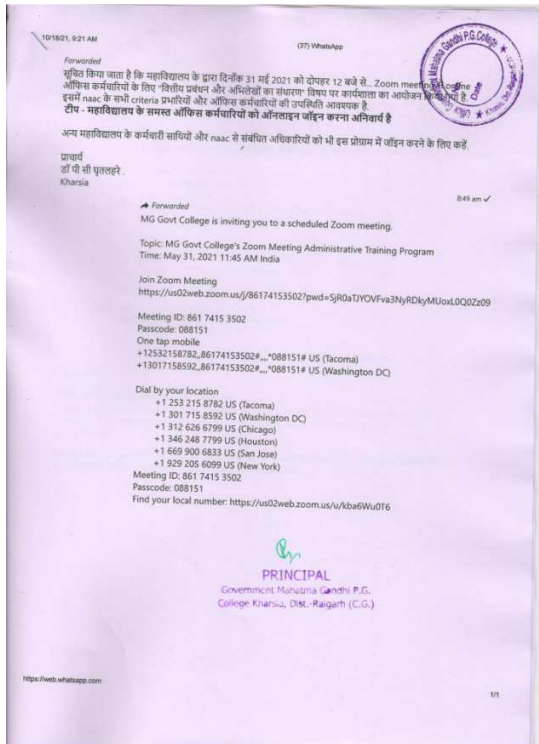 10/18/21, 9:21 AM
(37) WhatsApp
Forwarded
सूचित किया जाता है कि महाविद्यालय के द्वारा दिनाँक 31 मई 2021 को दोपहर 12 बजे से.. Zoom meeting
ऑफिस कर्मचारियों के लिए "वित्तीय प्रबंधन और अभिलेखों का संधारण" विषय पर कार्यशाला का आयोजन है.
इसमें naac के सभी criteria प्रभारियों और ऑफिस कर्मचारियों की उपस्थिति आवश्यक है.
टीप - महाविद्यालय के समस्त ऑफिस कर्मचारियों को ऑनलाइन जॉइन करना अनिवार्य है
अन्य महाविद्यालय के कर्मचारी साथियों और naac से संबंधित अधिकारियों को भी इस प्रोग्राम में जॉइन करने के लिए कहें.
प्राचार्य
डॉ पी सी घृतलहरे .
Kharsia
8:49 am
Forwarded
MG Govt College is inviting you to a scheduled Zoom meeting.
Topic: MG Govt College's Zoom Meeting Administrative Training Program
Time: May 31, 2021 11:45 AM India
Join Zoom Meeting
https://us02web.zoom.us/j/86174153502?pwd=SjR0aTJYOVFva3NyRDkyMUoxL0Q0Zz09
Meeting ID: 861 7415 3502
Passcode: 088151
One tap mobile
+12532158782,,86174153502#,,,,*088151# US (Tacoma)
+13017158592,,86174153502#,,,,*088151# US (Washington DC)
Dial by your location
+1 253 215 8782 US (Tacoma)
+1 301 715 8592 US (Washington DC)
+1 312 626 6799 US (Chicago)
+1 346 248 7799 US (Houston)
+1 669 900 6833 US (San Jose)
+1 929 205 6099 US (New York)
Meeting ID: 861 7415 3502
Passcode: 088151
Find your local number: https://us02web.zoom.us/u/kba6Wu0T6
PRINCIPAL
Government Mahatma Gandhi P.G.
College Kharsia, Dist.-Raigarh (C.G.)
https://web.whatsapp.com
1/1
Mahatma Gandhi P.G. College
Date